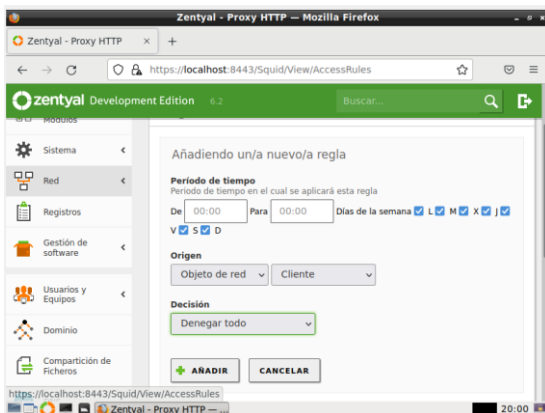 Zentyal - Proxy HTTP — Mozilla Firefox
Zentyal - Proxy HTTP × +
https://localhost:8443/Squid/View/AccessRules
zentyal Development Edition 6.2 Buscar...
Módulos
Sistema
Red
Registros
Gestión de
software
Usuarios y
Equipos
Dominio
Compartición de
Ficheros
Añadiendo un/a nuevo/a regla
Período de tiempo
Periodo de tiempo en el cual se aplicará esta regla
De 00:00 Para 00:00 Días de la semana L M X J
V S D
Origen
Objeto de red Cliente
Decisión
Denegar todo
+ AÑADIR CANCELAR
https://localhost:8443/Squid/View/AccessRules
Zentyal - Proxy HTTP — ... 20:00